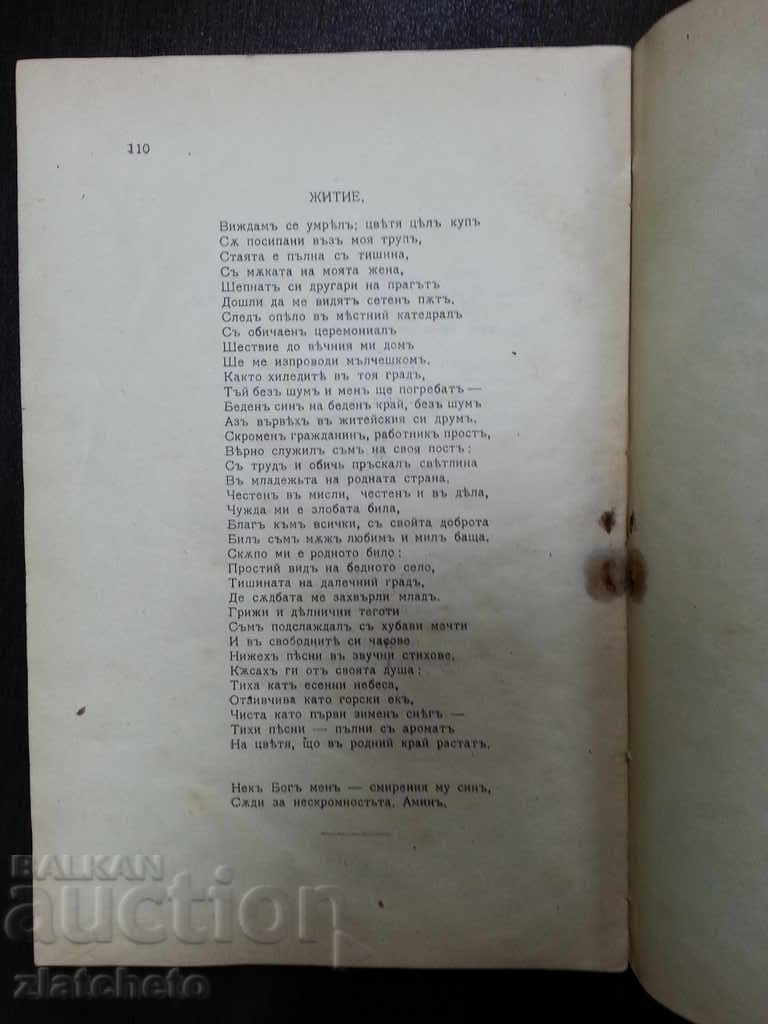 110
ЖИТИЕ.
Виждамъ се умрѣлъ; цвѣтя цѣлъ купъ
Сѫ посипани възъ моя трупъ,
Стаята е пълна съ тишина,
Съ мѫката на моята жена,
Шепнатъ си другари на прагътъ
Дошли да ме видятъ сетенъ пѫть.
Следъ опѣло въ мѣстний катедралъ
Съ обичаенъ церемониалъ
Шествие до вѣчния ми домъ
Ще ме изпроводи мълчешкомъ.
Както хиледитѣ въ тоя градъ,
Тъй безъ шумъ и менъ ще погребатъ —
Беденъ синъ на беденъ край, безъ шумъ
Азъ вървѣхъ въ житейския си друмъ.
Скроменъ гражданинъ, работникъ простъ,
Вѣрно служилъ съмъ на своя постъ:
Съ трудъ и обичь пръскалъ свѣтлина
Въ младежьта на родната страна.
Честенъ въ мисли, честенъ и въ дѣла,
Чужда ми е злобата била,
Благъ къмъ всички, съ свойта доброта
Билъ съмъ мѫжъ любимъ и милъ баща.
Скѫпо ми е родното било:
Простий видъ на бедното село,
Тишината на далечний градъ,
Де сѫдбата ме захвърли младъ.
Грижи и дѣлнични теготи
Съмъ подслаждалъ съ хубави мечти
И въ свободнитѣ си часове
Нижехъ пѣсни въ звучни стихове.
Кѫсахъ ги отъ своята душа:
Тиха катъ есенни небеса,
Отзивчива като горски екъ,
Чиста като първи зименъ снѣгъ —
Тихи пѣсни — пълни съ ароматъ
На цвѣтя, що въ родний край растатъ.
Некъ Богъ менъ — смирения му синъ,
Сѫди за нескромностьта. Аминъ.
BALKAN
auction
zlatcheto